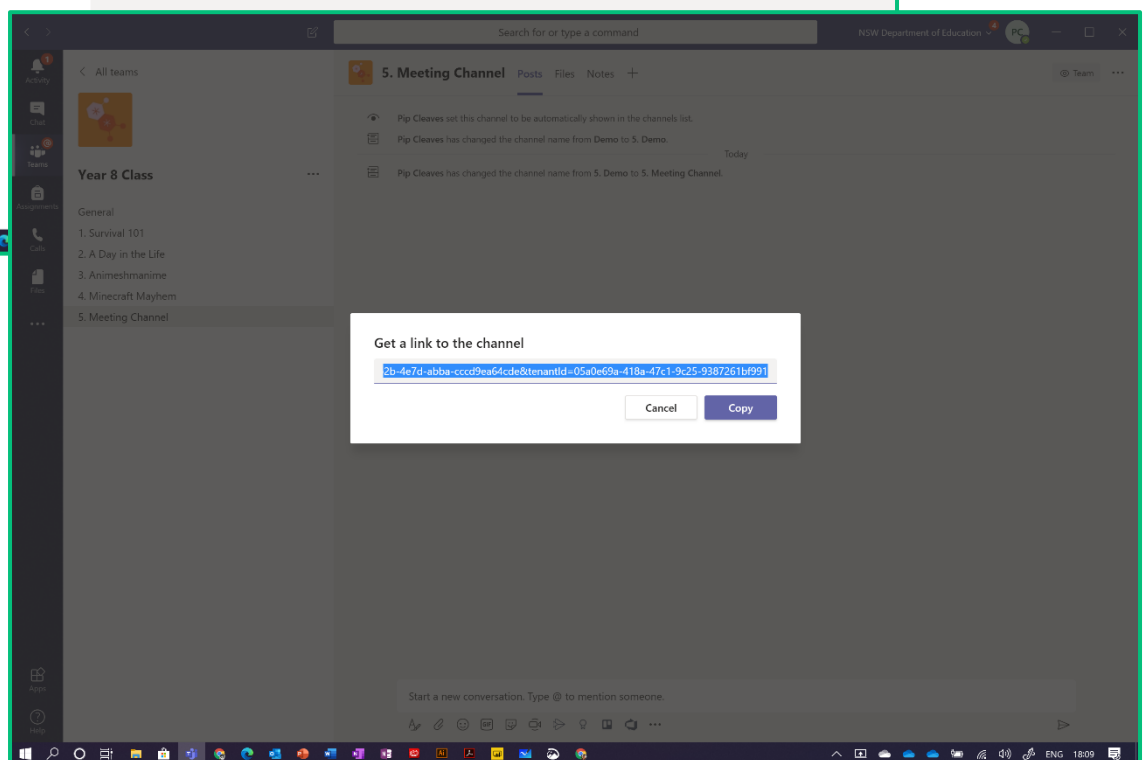 Search for or type a command
NSW Department of Education
PC
Activity
Chat
Teams
Assignments
Calls
Files
Apps
Help
All teams
Year 8 Class
General
1. Survival 101
2. A Day in the Life
3. Animeshmanime
4. Minecraft Mayhem
5. Meeting Channel
5. Meeting Channel Posts Files Notes
Team
Pip Cleaves set this channel to be automatically shown in the channels list.
Pip Cleaves has changed the channel name from Demo to 5. Demo.
Today
Pip Cleaves has changed the channel name from 5. Demo to 5. Meeting Channel.
Get a link to the channel
2b-4e7d-abba-cccd9ea64cde&tenantId=05a0e69a-418a-47c1-9c25-9387261bf991
Cancel Copy
Start a new conversation. Type @ to mention someone.
ENG 18:09